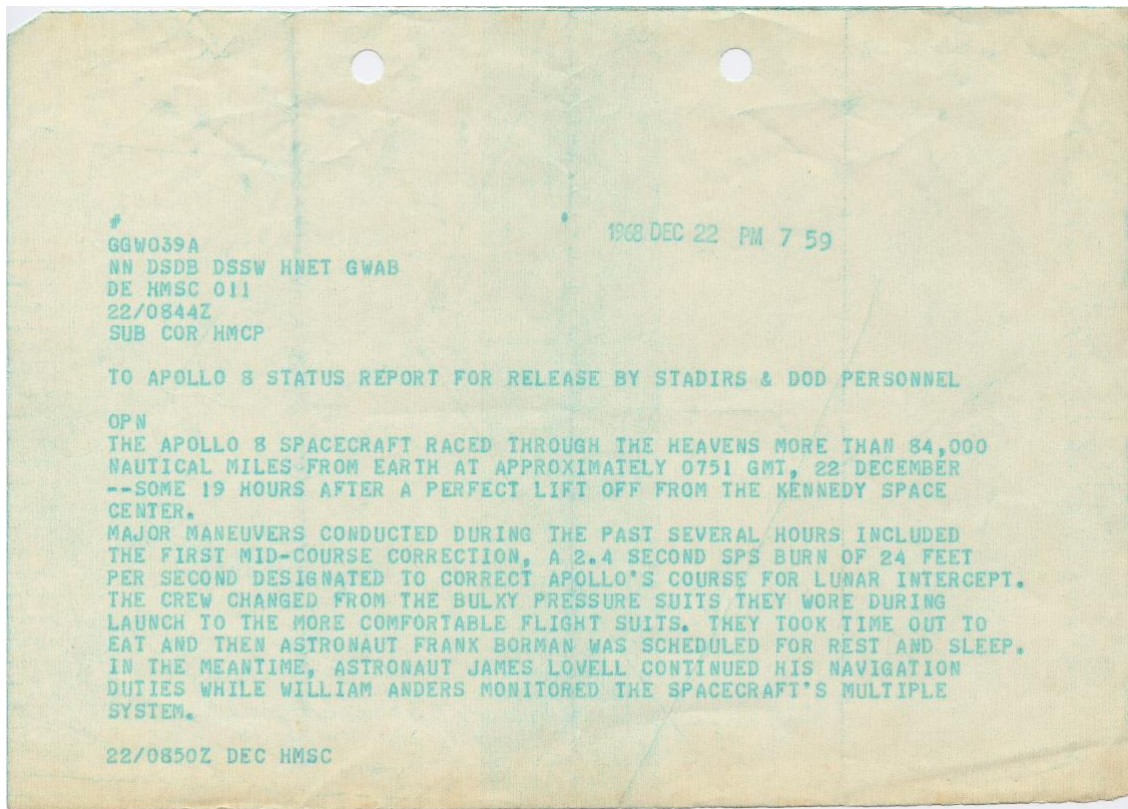 #
1968 DEC 22 PM 7 59
GGW039A
NN DSDB DSSW HNET GWAB
DE HMSC 011
22/0844Z
SUB COR HMCP
TO APOLLO 8 STATUS REPORT FOR RELEASE BY STADIRS & DOD PERSONNEL
OPN
THE APOLLO 8 SPACECRAFT RACED THROUGH THE HEAVENS MORE THAN 84,000
NAUTICAL MILES FROM EARTH AT APPROXIMATELY 0751 GMT, 22 DECEMBER
--SOME 19 HOURS AFTER A PERFECT LIFT OFF FROM THE KENNEDY SPACE
CENTER.
MAJOR MANEUVERS CONDUCTED DURING THE PAST SEVERAL HOURS INCLUDED
THE FIRST MID-COURSE CORRECTION, A 2.4 SECOND SPS BURN OF 24 FEET
PER SECOND DESIGNATED TO CORRECT APOLLO'S COURSE FOR LUNAR INTERCEPT.
THE CREW CHANGED FROM THE BULKY PRESSURE SUITS THEY WORE DURING
LAUNCH TO THE MORE COMFORTABLE FLIGHT SUITS. THEY TOOK TIME OUT TO
EAT AND THEN ASTRONAUT FRANK BORMAN WAS SCHEDULED FOR REST AND SLEEP.
IN THE MEANTIME, ASTRONAUT JAMES LOVELL CONTINUED HIS NAVIGATION
DUTIES WHILE WILLIAM ANDERS MONITORED THE SPACECRAFT'S MULTIPLE
SYSTEM.
22/0850Z DEC HMSC